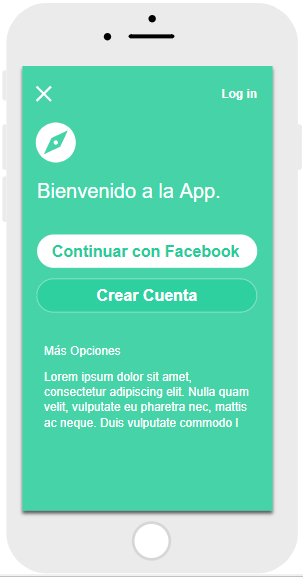 Log in
Bienvenido a la App.
Continuar con Facebook
Crear Cuenta
Más Opciones
Lorem ipsum dolor sit amet,
consectetur adipiscing elit. Nulla quam
velit, vulputate eu pharetra nec, mattis
ac neque. Duis vulputate commodo l